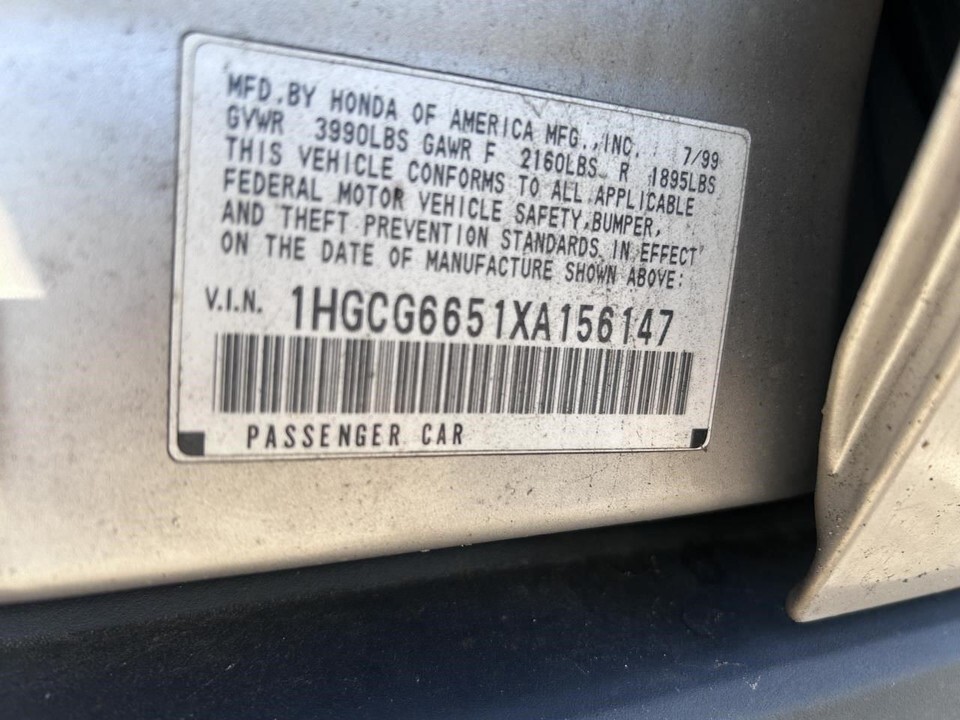 MFD.BY HONDA OF AMERICA MFG.,INC. 7/99
GVWR 3990LBS GAWR F 2160LBS R 1895LBS
THIS VEHICLE CONFORMS TO ALL APPLICABLE
FEDERAL MOTOR VEHICLE SAFETY,BUMPER,
AND THEFT PREVENTION STANDARDS IN EFFECT
ON THE DATE OF MANUFACTURE SHOWN ABOVE:
V.I.N. 1HGCG6651XA156147
PASSENGER CAR